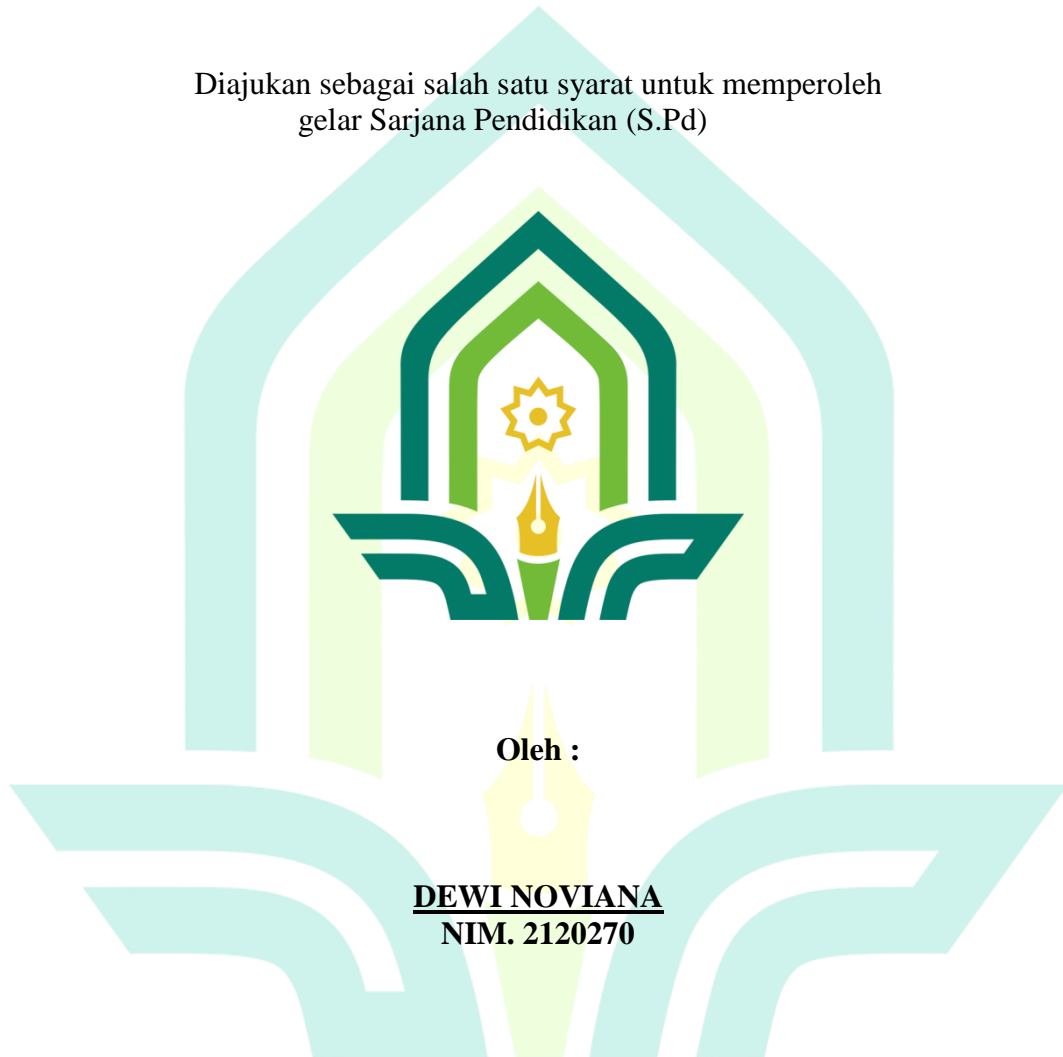 Diajukan sebagai salah satu syarat untuk memperoleh
gelar Sarjana Pendidikan (S.Pd)
Oleh :
DEWI NOVIANA
NIM. 2120270